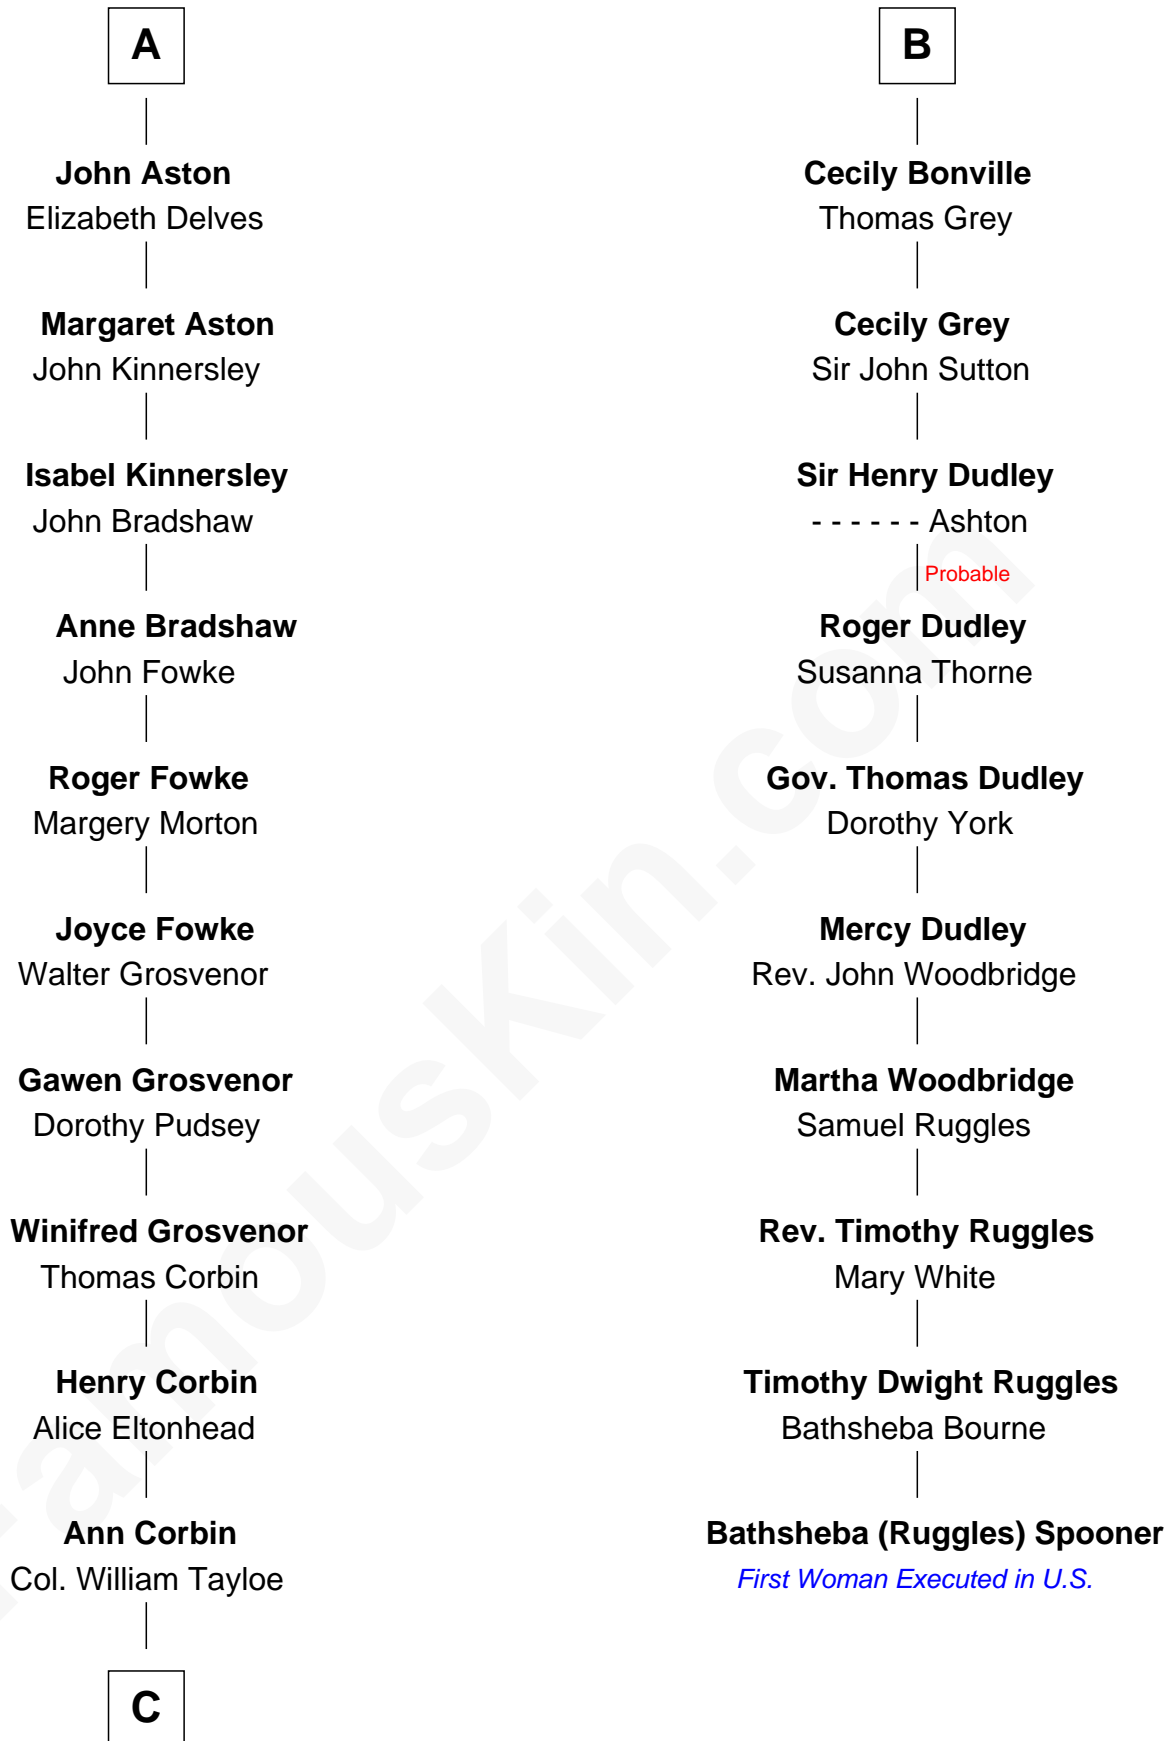 A
John Aston
Elizabeth Delves
Margaret Aston
John Kinnersley
Isabel Kinnersley
John Bradshaw
Anne Bradshaw
John Fowke
Roger Fowke
Margery Morton
Joyce Fowke
Walter Grosvenor
Gawen Grosvenor
Dorothy Pudsey
Winifred Grosvenor
Thomas Corbin
Henry Corbin
Alice Eltonhead
Ann Corbin
Col. William Tayloe
C
B
Cecily Bonville
Thomas Grey
Cecily Grey
Sir John Sutton
Sir Henry Dudley
- - - - - - Ashton
Probable
Roger Dudley
Susanna Thorne
Gov. Thomas Dudley
Dorothy York
Mercy Dudley
Rev. John Woodbridge
Martha Woodbridge
Samuel Ruggles
Rev. Timothy Ruggles
Mary White
Timothy Dwight Ruggles
Bathsheba Bourne
Bathsheba (Ruggles) Spooner
First Woman Executed in U.S.
FamousKin.com